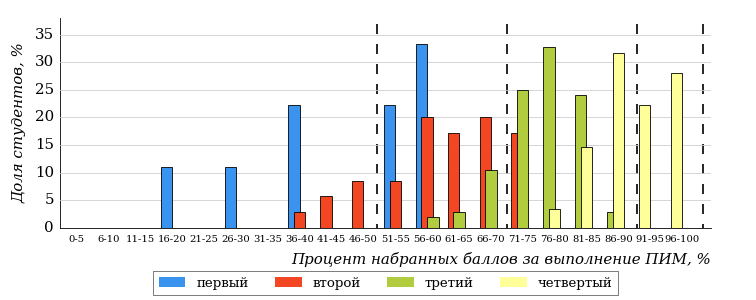 Доля студентов, %
35
30
25
20
15
10
5
0
0-5 6-10 11-15 16-20 21-25 26-30 31-35 36-40 41-45 46-50 51-55 56-60 61-65 66-70 71-75 76-80 81-85 86-90 91-95 96-100
Процент набранных баллов за выполнение ПИМ, %
первый второй третий четвертый